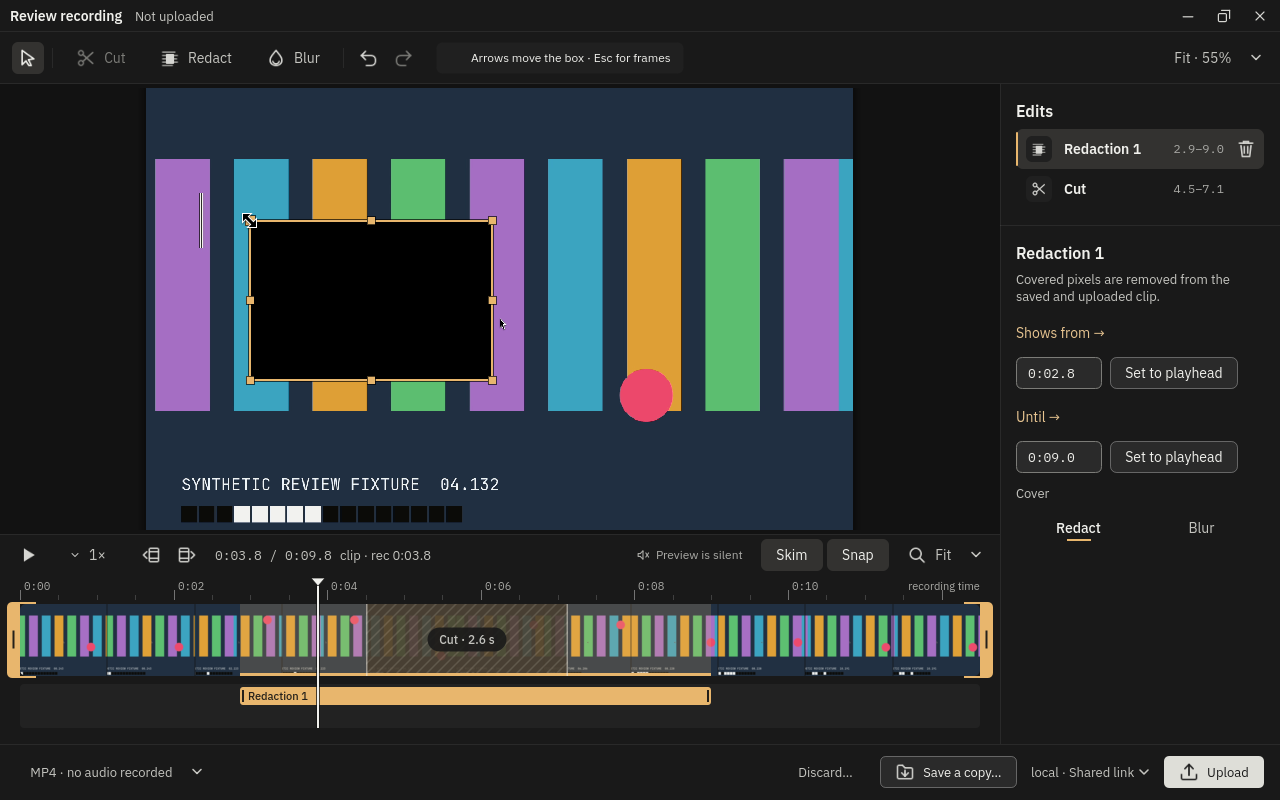 Review recording Not uploaded
Cut Redact Blur Arrows move the box · Esc for frames Fit · 55%
Edits
Redaction 1 2.9–9.0
Cut 4.5–7.1
Redaction 1
Covered pixels are removed from the
saved and uploaded clip.
Shows from →
0:02.8 Set to playhead
Until →
0:09.0 Set to playhead
Cover
Redact Blur
SYNTHETIC REVIEW FIXTURE 04.132
1× 0:03.8 / 0:09.8 clip · rec 0:03.8 Preview is silent Skim Snap Fit
0:00 0:02 0:04 0:06 0:08 0:10 recording time
Cut · 2.6 s
Redaction 1
MP4 · no audio recorded Discard... Save a copy... local · Shared link Upload